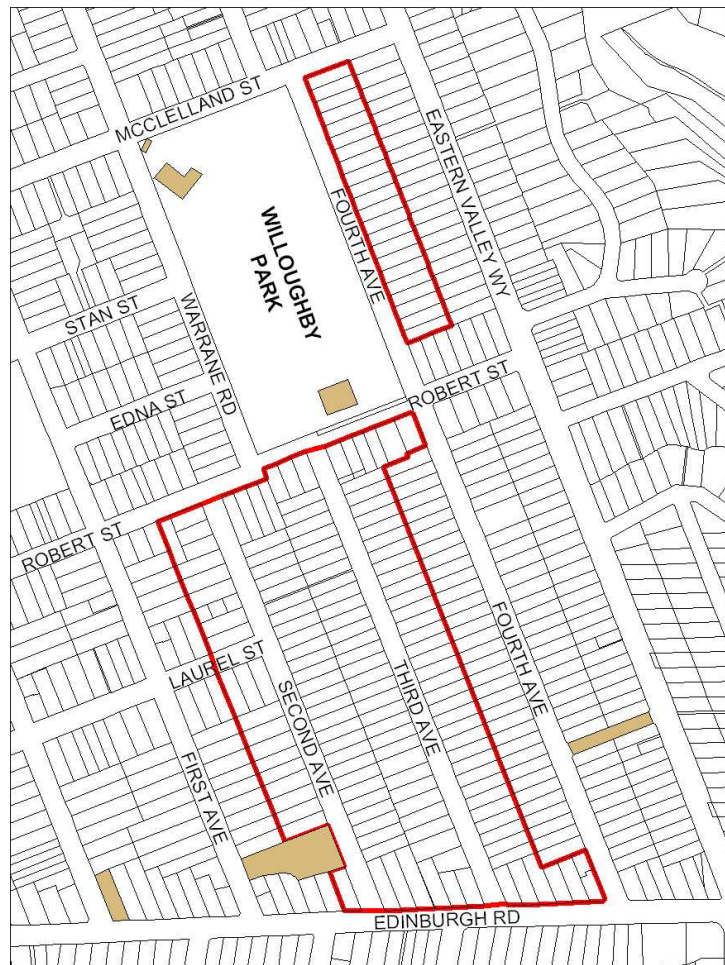 MCCLELLAND ST
EASTERN VALLEY WY
WILLOUGHBY
PARK
FOURTH AVE
STAN ST
WARRANE RD
EDNA ST
ROBERT ST
ROBERT ST
LAUREL ST
SECOND AVE
THIRD AVE
FOURTH AVE
FIRST AVE
EDINBURGH RD